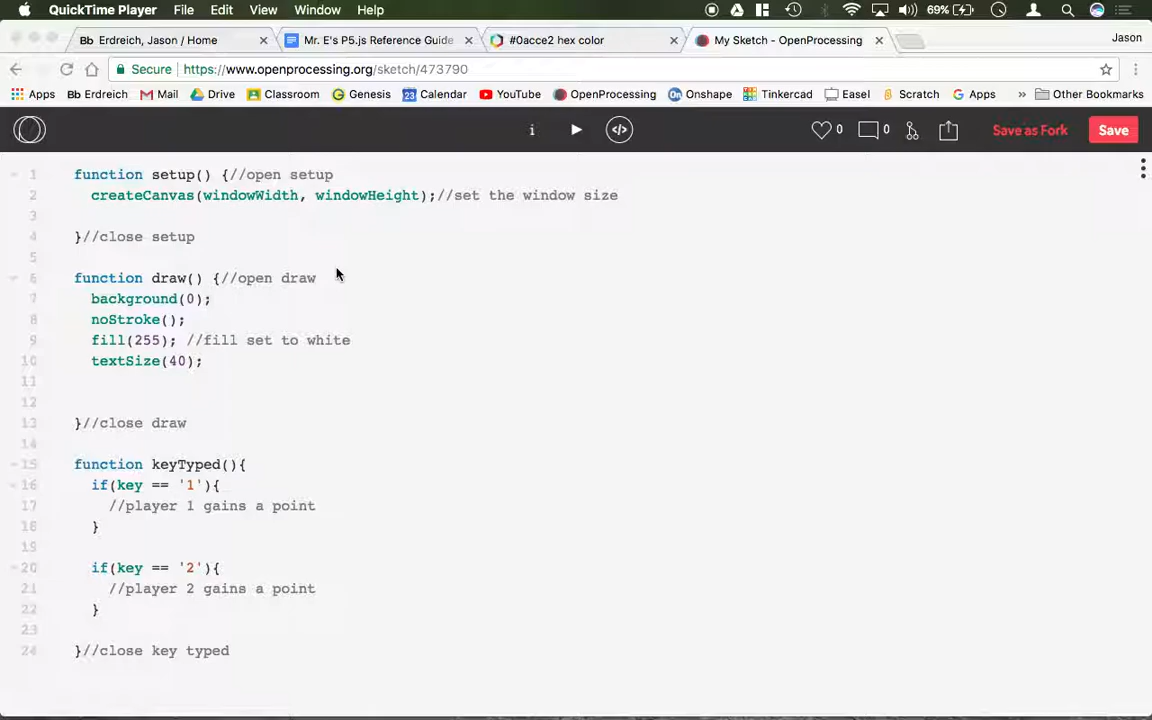 QuickTime Player File Edit View Window Help 69%
Bb Erdreich, Jason / Home Mr. E's P5.js Reference Guide #0acce2 hex color My Sketch - OpenProcessing Jason
Secure https://www.openprocessing.org/sketch/473790
Apps Bb Erdreich Mail Drive Classroom Genesis 23 Calendar YouTube OpenProcessing On Onshape Tinkercad Easel Scratch Apps » Other Bookmarks
i </> 0 0 Save as Fork Save
1 function setup() {//open setup
2 createCanvas(windowWidth, windowHeight);//set the window size
3
4 }//close setup
5
6 function draw() {//open draw
7 background(0);
8 noStroke();
9 fill(255); //fill set to white
10 textSize(40);
11
12
13 }//close draw
14
15 function keyTyped(){
16 if(key == '1'){
17 //player 1 gains a point
18 }
19
20 if(key == '2'){
21 //player 2 gains a point
22 }
23
24 }//close key typed